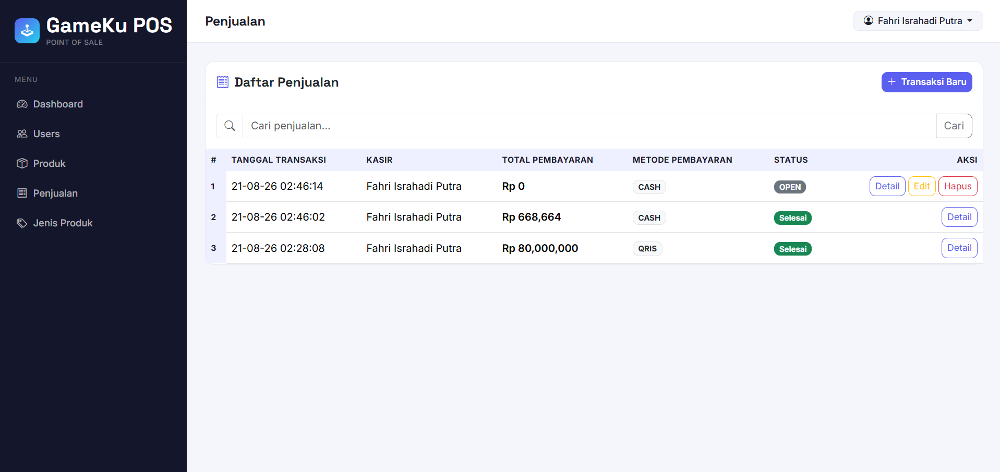 GameKu POS
POINT OF SALE
MENU
Dashboard
Users
Produk
Penjualan
Jenis Produk
Penjualan
Fahri Israhadi Putra
Daftar Penjualan
Transaksi Baru
Cari penjualan...
Cari
# TANGGAL TRANSAKSI KASIR TOTAL PEMBAYARAN METODE PEMBAYARAN STATUS AKSI
1 21-08-26 02:46:14 Fahri Israhadi Putra Rp 0 CASH OPEN Detail Edit Hapus
2 21-08-26 02:46:02 Fahri Israhadi Putra Rp 668,664 CASH Selesai Detail
3 21-08-26 02:28:08 Fahri Israhadi Putra Rp 80,000,000 QRIS Selesai Detail